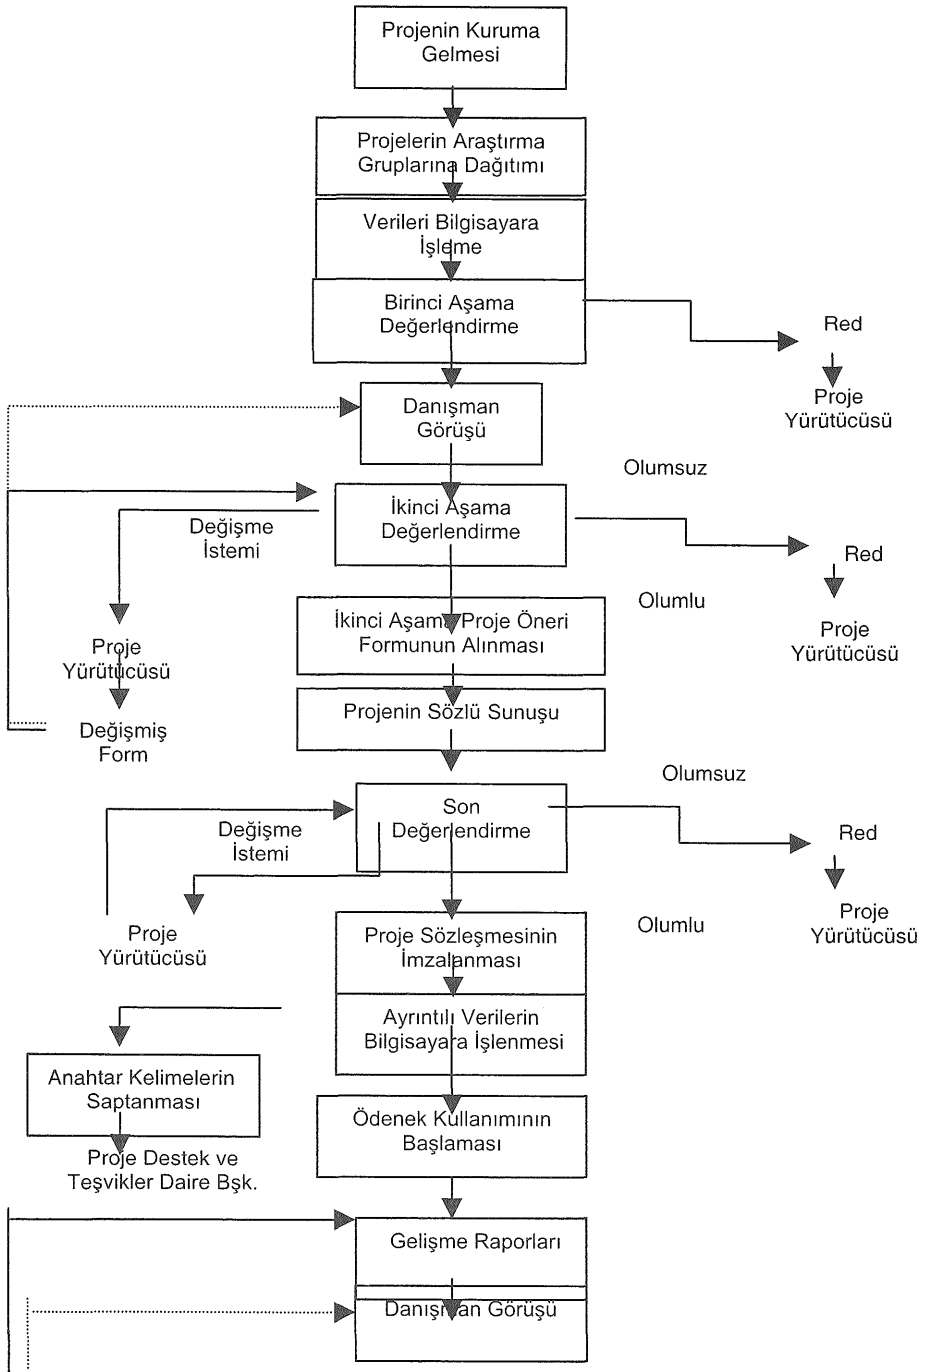 Projenin Kuruma
Gelmesi
Projelerin Araştırma
Gruplarına Dağıtımı
Verileri Bilgisayara
İşleme
Birinci Aşama
Değerlendirme
Red
Proje
Yürütücüsü
Danışman
Görüşü
Olumsuz
İkinci Aşama
Değerlendirme
Değişme
İstemi
Red
Olumlu
Proje
Yürütücüsü
İkinci Aşama Proje Öneri
Formunun Alınması
Proje
Yürütücüsü
Projenin Sözlü Sunuşu
Değişmiş
Form
Olumsuz
Son
Değerlendirme
Değişme
İstemi
Red
Proje
Yürütücüsü
Olumlu
Proje
Yürütücüsü
Proje Sözleşmesinin
İmzalanması
Ayrıntılı Verilerin
Bilgisayara İşlenmesi
Anahtar Kelimelerin
Saptanması
Ödenek Kullanımının
Başlaması
Proje Destek ve
Teşvikler Daire Bşk.
Gelişme Raporları
Danışman Görüşü